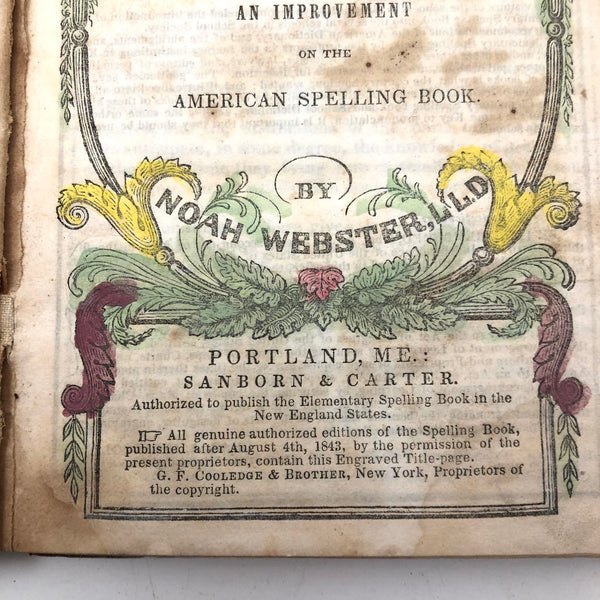 AN IMPROVEMENT
ON THE
AMERICAN SPELLING BOOK.
BY
NOAH WEBSTER, LLD
PORTLAND, ME.:
SANBORN & CARTER.
Authorized to publish the Elementary Spelling Book in the
New England States.
☞ All genuine authorized editions of the Spelling Book,
published after August 4th, 1843, by the permission of the
present proprietors, contain this Engraved Title-page.
G. F. COOLEDGE & BROTHER, New York, Proprietors of
the copyright.